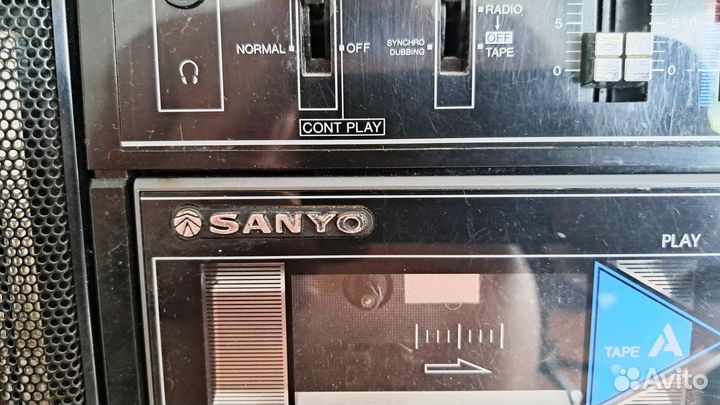 RADIO
5 5
NORMAL OFF SYNCHRO DUBBING OFF
TAPE
0 0
CONT PLAY
SANYO
PLAY
TAPE A
Avito